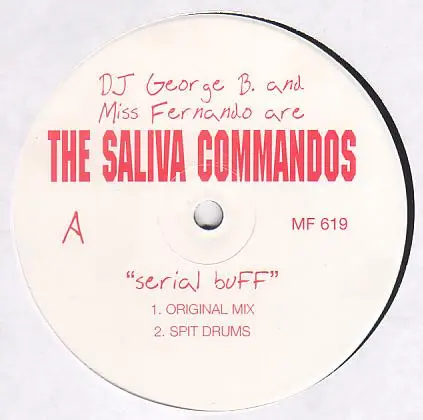 DJ George B. and
Miss Fernando are
THE SALIVA COMMANDOS
A
MF 619
"serial buff"
1. ORIGINAL MIX
2. SPIT DRUMS